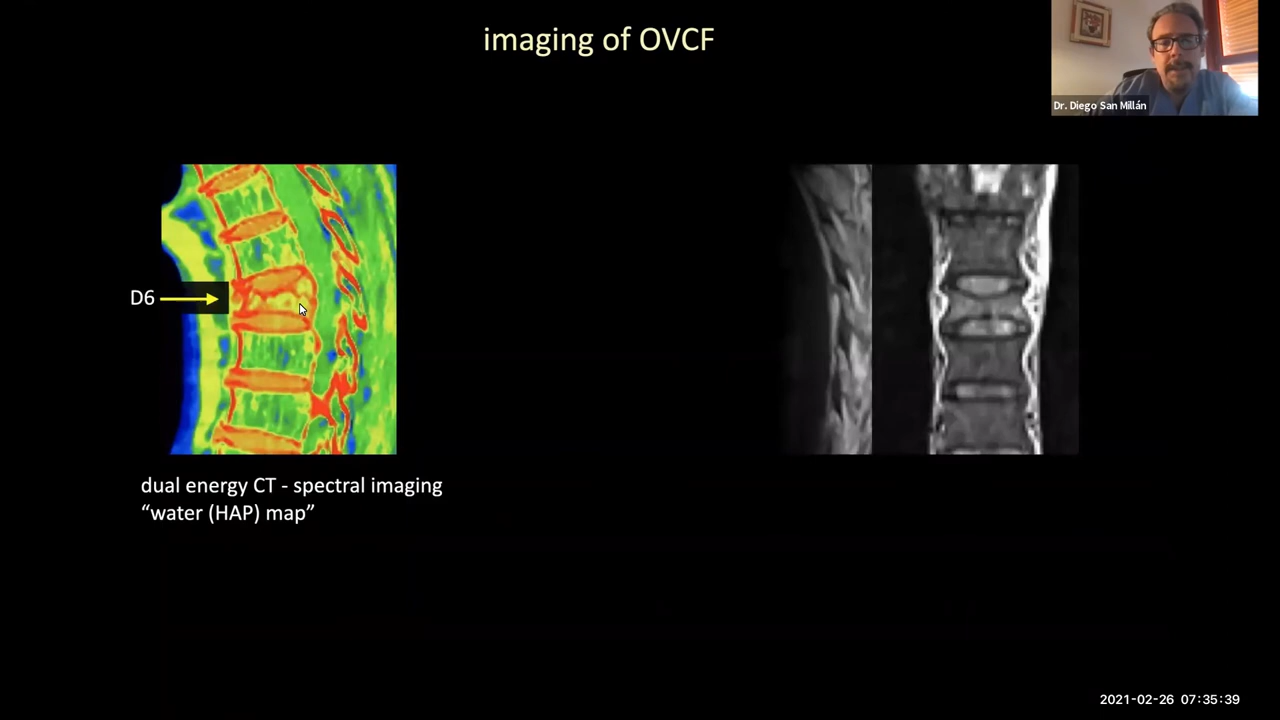 imaging of OVCF
Dr. Diego San Millán
D6
dual energy CT - spectral imaging
“water (HAP) map”
2021-02-26 07:35:39